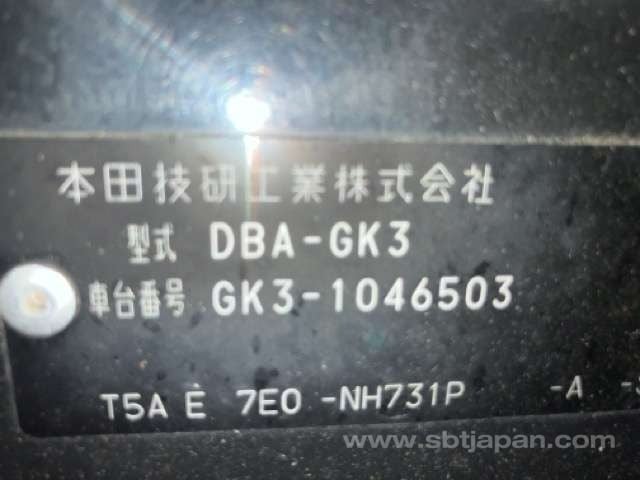 本田技研工業株式会社
型式 DBA-GK3
車台番号 GK3-1046503
T5A E 7E0 -NH731P -A
www.sbtjapan.com